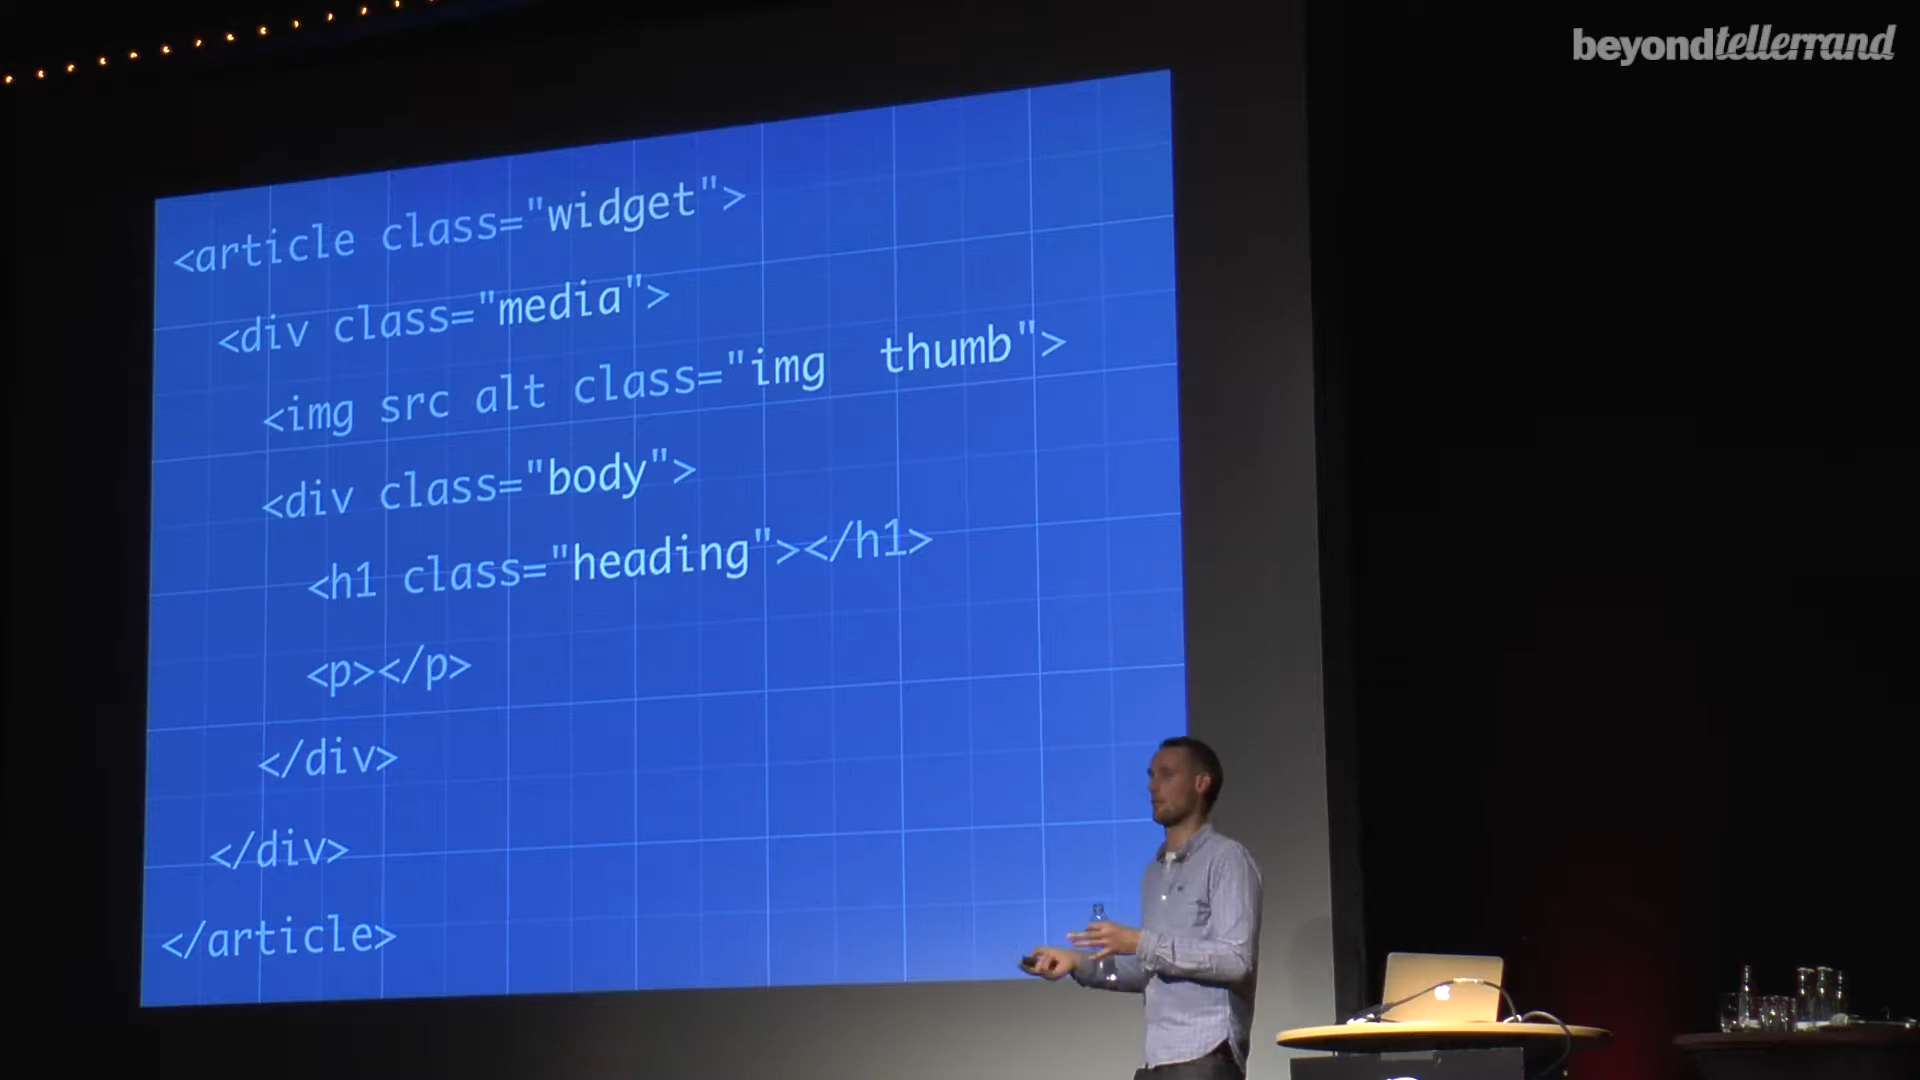 beyondtellerrand
<article class="widget">
<div class="media">
<img src alt class="img  thumb">
<div class="body">
<h1 class="heading"></h1>
<p></p>
</div>
</div>
</article>